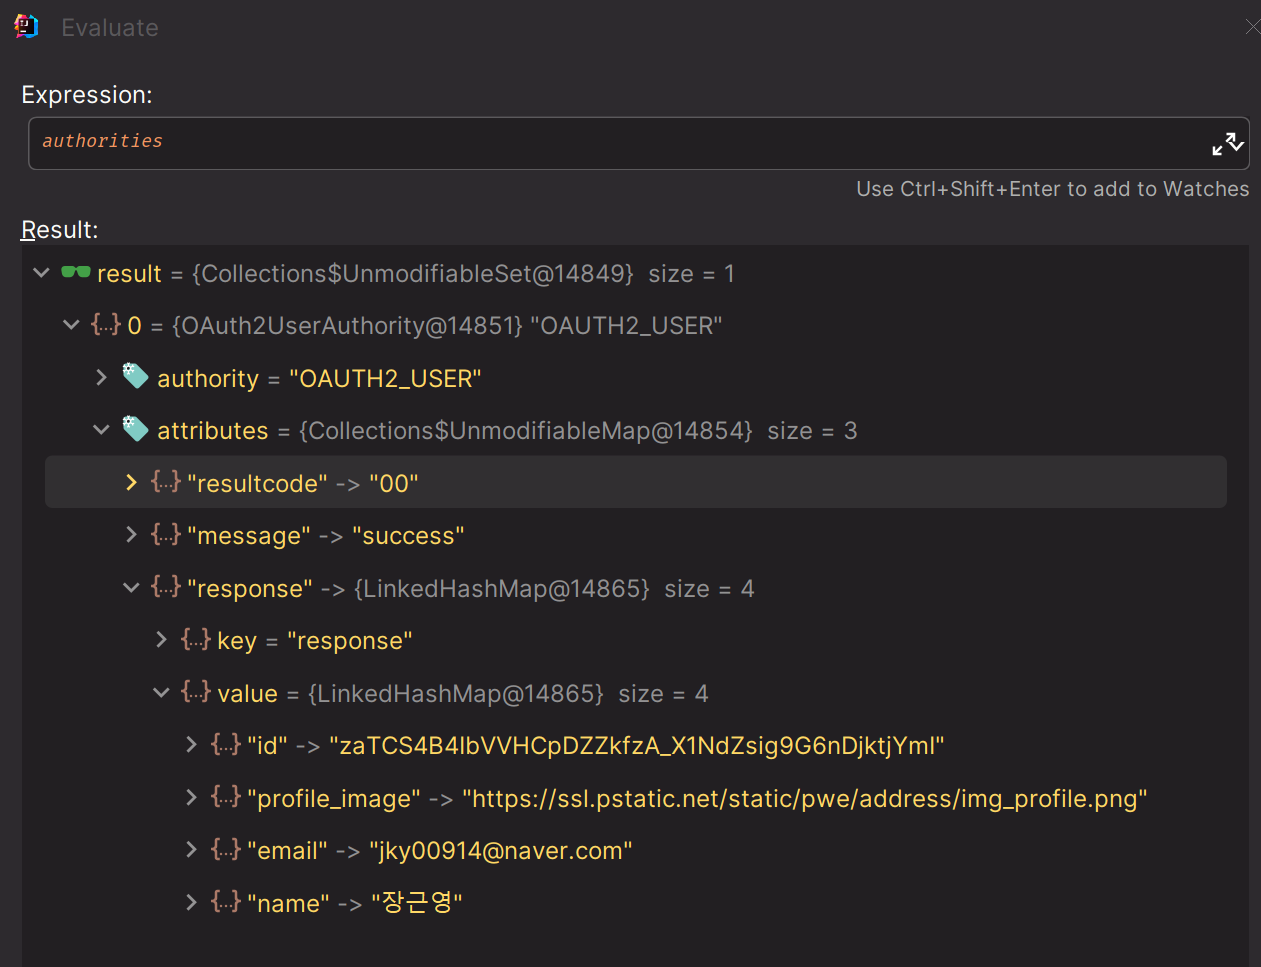 Evaluate
Expression:
authorities
Use Ctrl+Shift+Enter to add to Watches
Result:
result = {Collections$UnmodifiableSet@14849} size = 1
{...} 0 = {OAuth2UserAuthority@14851} "OAUTH2_USER"
authority = "OAUTH2_USER"
attributes = {Collections$UnmodifiableMap@14854} size = 3
{...} "resultcode" -> "00"
{...} "message" -> "success"
{...} "response" -> {LinkedHashMap@14865} size = 4
{...} key = "response"
{...} value = {LinkedHashMap@14865} size = 4
{...} "id" -> "zaTCS4B4IbVVHCpDZZkfzA_X1NdZsig9G6nDjktjYmI"
{...} "profile_image" -> "https://ssl.pstatic.net/static/pwe/address/img_profile.png"
{...} "email" -> "jky00914@naver.com"
{...} "name" -> "장근영"